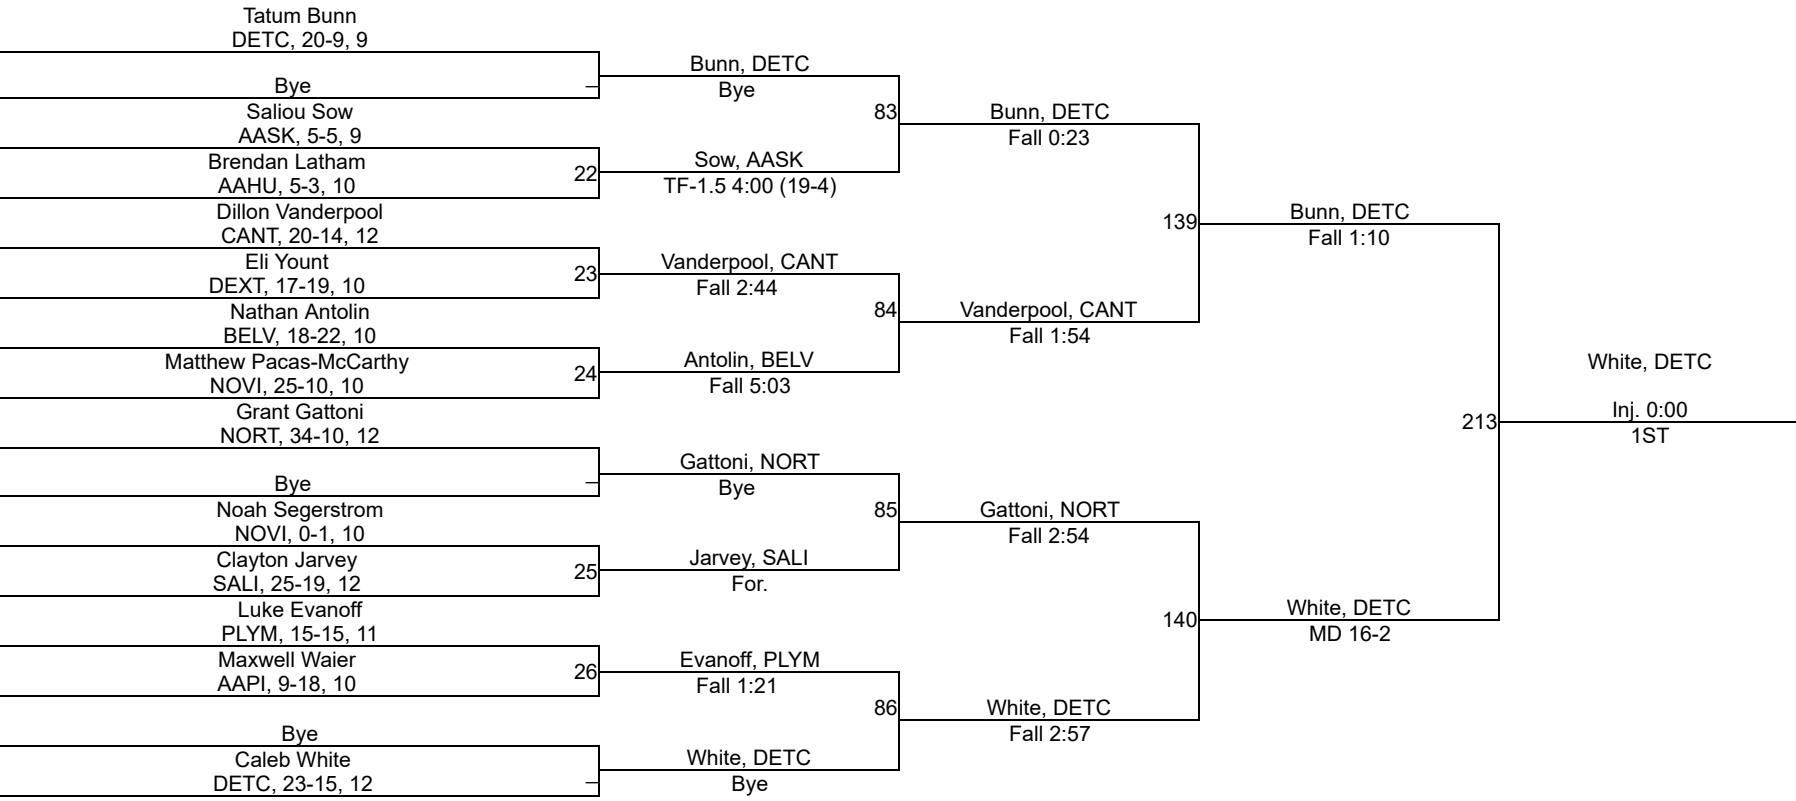 Tatum Bunn
DETC, 20-9, 9
Bye
Saliou Sow
AASK, 5-5, 9
Brendan Latham
AAHU, 5-3, 10
Dillon Vanderpool
CANT, 20-14, 12
Eli Yount
DEXT, 17-19, 10
Nathan Antolin
BELV, 18-22, 10
Matthew Pacas-McCarthy
NOVI, 25-10, 10
Grant Gattoni
NORT, 34-10, 12
Bye
Noah Segerstrom
NOVI, 0-1, 10
Clayton Jarvey
SALI, 25-19, 12
Luke Evanoff
PLYM, 15-15, 11
Maxwell Waier
AAPI, 9-18, 10
Bye
Caleb White
DETC, 23-15, 12
–
22
23
24
–
25
26
–
Bunn, DETC
Bye
Sow, AASK
TF-1.5 4:00 (19-4)
Vanderpool, CANT
Fall 2:44
Antolin, BELV
Fall 5:03
Gattoni, NORT
Bye
Jarvey, SALI
For.
Evanoff, PLYM
Fall 1:21
White, DETC
Bye
83
84
85
86
Bunn, DETC
Fall 0:23
Vanderpool, CANT
Fall 1:54
Gattoni, NORT
Fall 2:54
White, DETC
Fall 2:57
139
140
Bunn, DETC
Fall 1:10
White, DETC
MD 16-2
213
White, DETC
Inj. 0:00
1ST